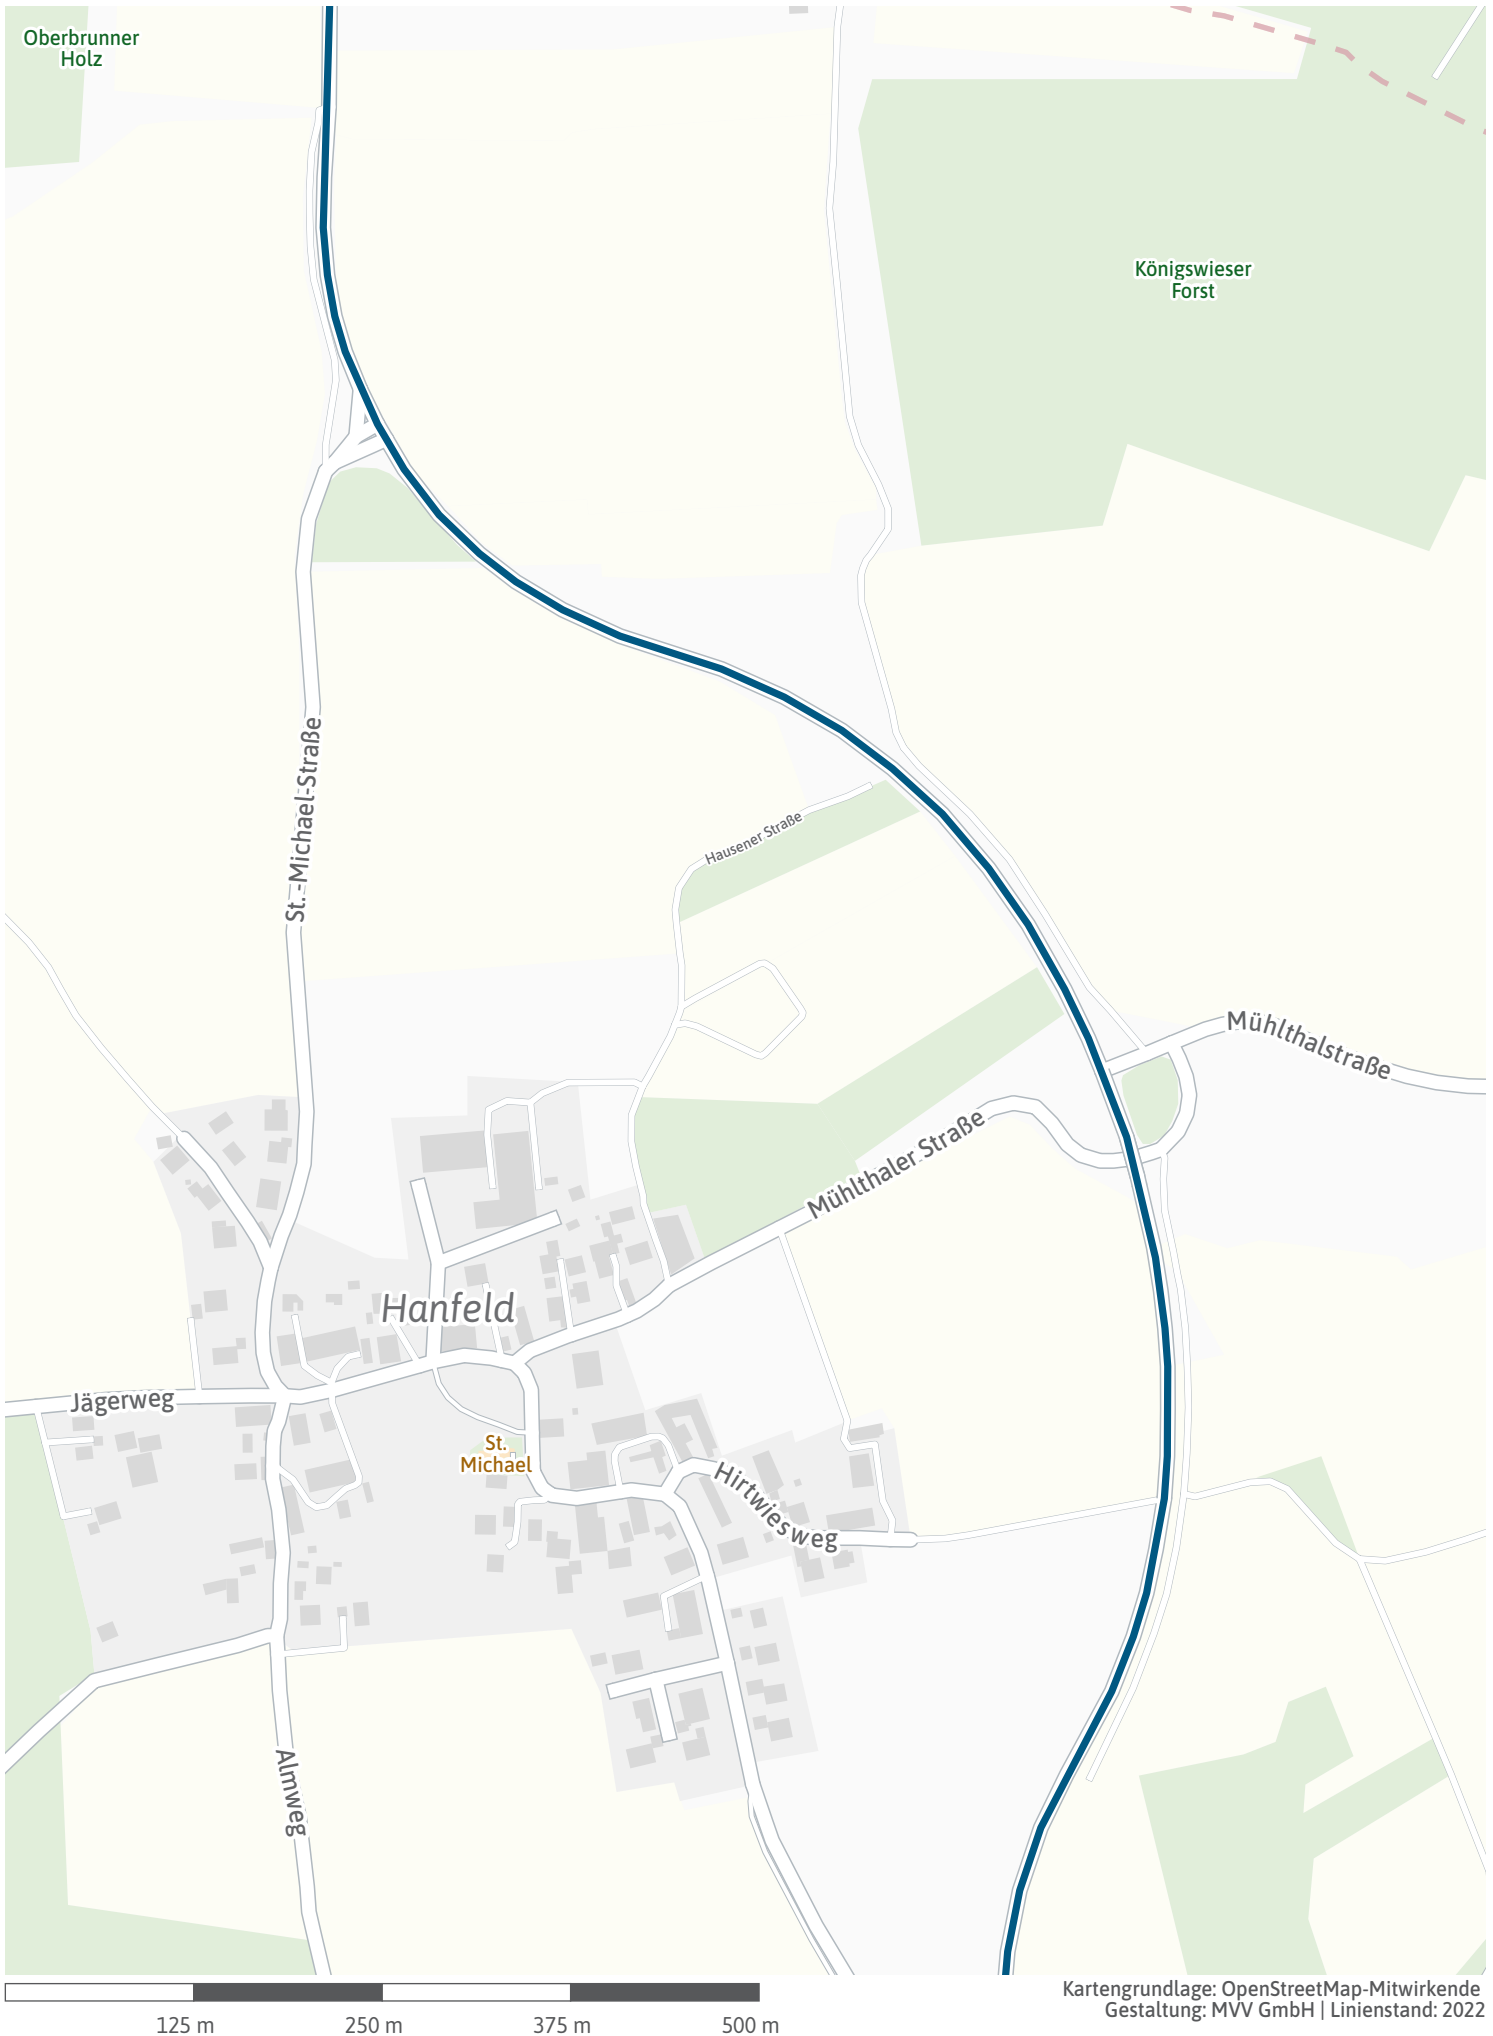 Oberbrunner
Holz
Königswieser
Forst
St.-Michael-Straße
Hausener Straße
Mühlthalstraße
Mühlthaler Straße
Hanfeld
Jägerweg
St.
Michael
Hirtwiesweg
Almweg
125 m
250 m
375 m
500 m
Kartengrundlage: OpenStreetMap-Mitwirkende
Gestaltung: MVV GmbH | Linienstand: 2022